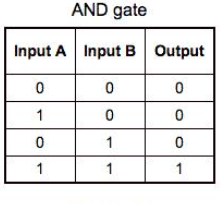 AND gate
Input A Input B Output
0 0 0
1 0 0
0 1 0
1 1 1